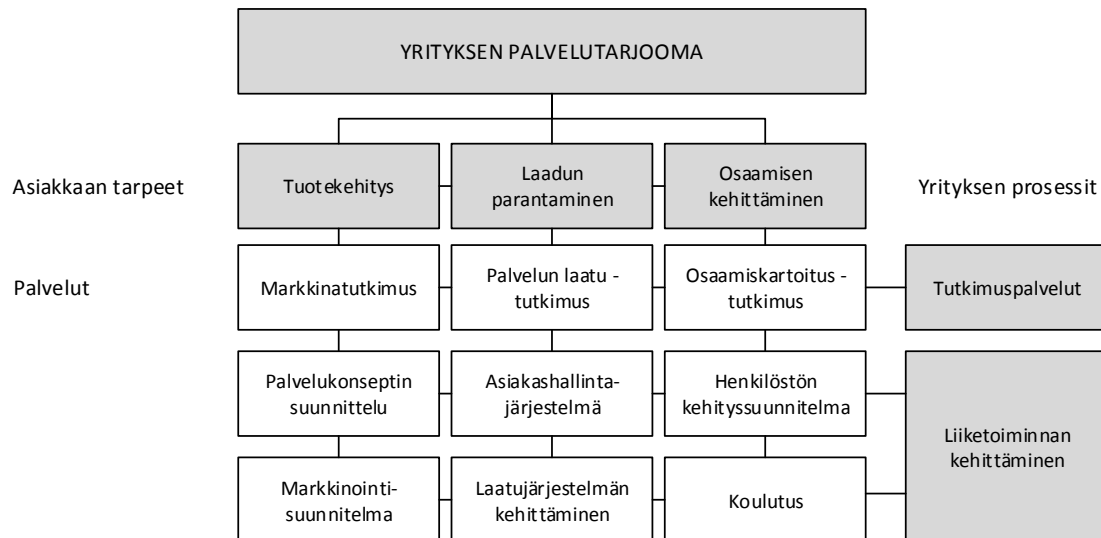 YRITYKSEN PALVELUTARJOOMA
Asiakkaan tarpeet
Tuotekehitys
Laadun
parantaminen
Osaamisen
kehittäminen
Yrityksen prosessit
Palvelut
Markkinatutkimus
Palvelun laatu -
tutkimus
Osaamiskartoitus -
tutkimus
Tutkimuspalvelut
Palvelukonseptin
suunnittelu
Asiakashallinta-
järjestelmä
Henkilöstön
kehityssuunnitelma
Liiketoiminnan
kehittäminen
Markkinointi-
suunnitelma
Laatujärjestelmän
kehittäminen
Koulutus